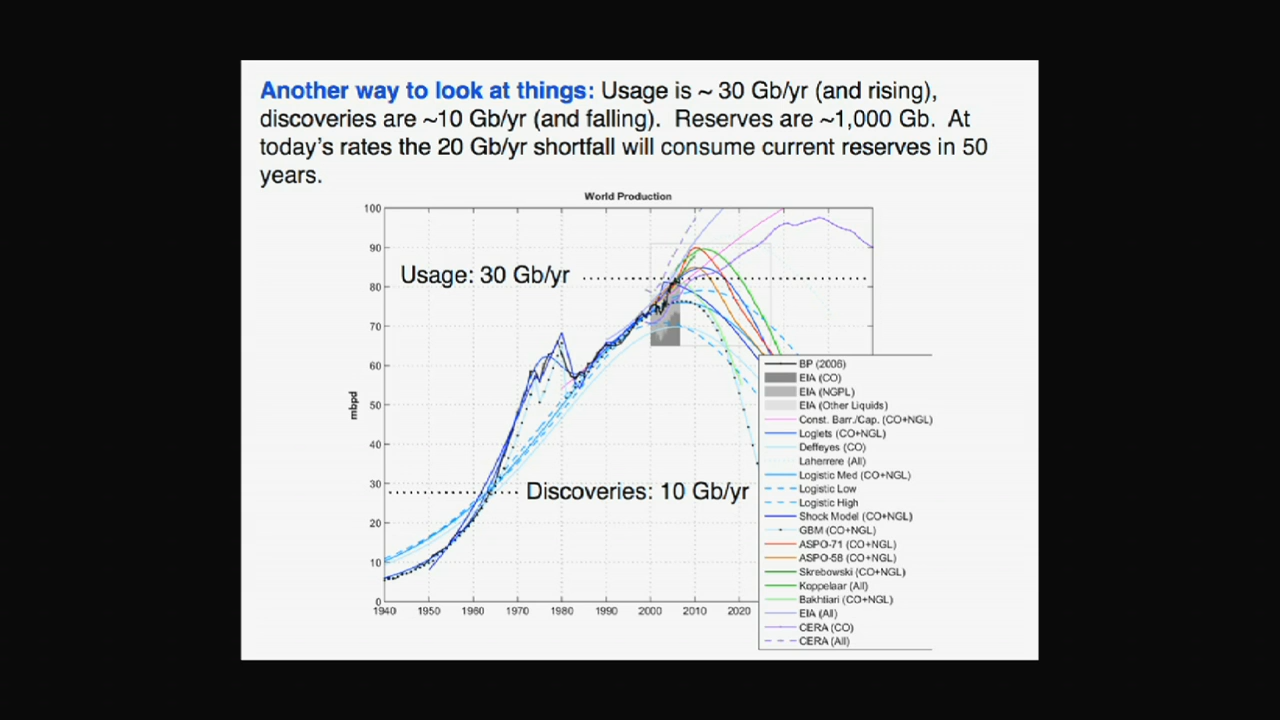 Another way to look at things: Usage is ~ 30 Gb/yr (and rising),
discoveries are ~10 Gb/yr (and falling). Reserves are ~1,000 Gb. At
today's rates the 20 Gb/yr shortfall will consume current reserves in 50
years.
World Production
100
90
Usage: 30 Gb/yr
80
70
60
50
mbpd
40
30
Discoveries: 10 Gb/yr
20
10
0
1940 1950 1960 1970 1980 1990 2000 2010 2020
BP (2006)
EIA (CO)
EIA (NGPL)
EIA (Other Liquids)
Const. Barr./Cap. (CO+NGL)
Loglets (CO+NGL)
Deffeyes (CO)
Laherrere (All)
Logistic Med (CO+NGL)
Logistic Low
Logistic High
Shock Model (CO+NGL)
GBM (CO+NGL)
ASPO-71 (CO+NGL)
ASPO-58 (CO+NGL)
Skrebowski (CO+NGL)
Koppelaar (All)
Bakhtiari (CO+NGL)
EIA (All)
CERA (CO)
CERA (All)